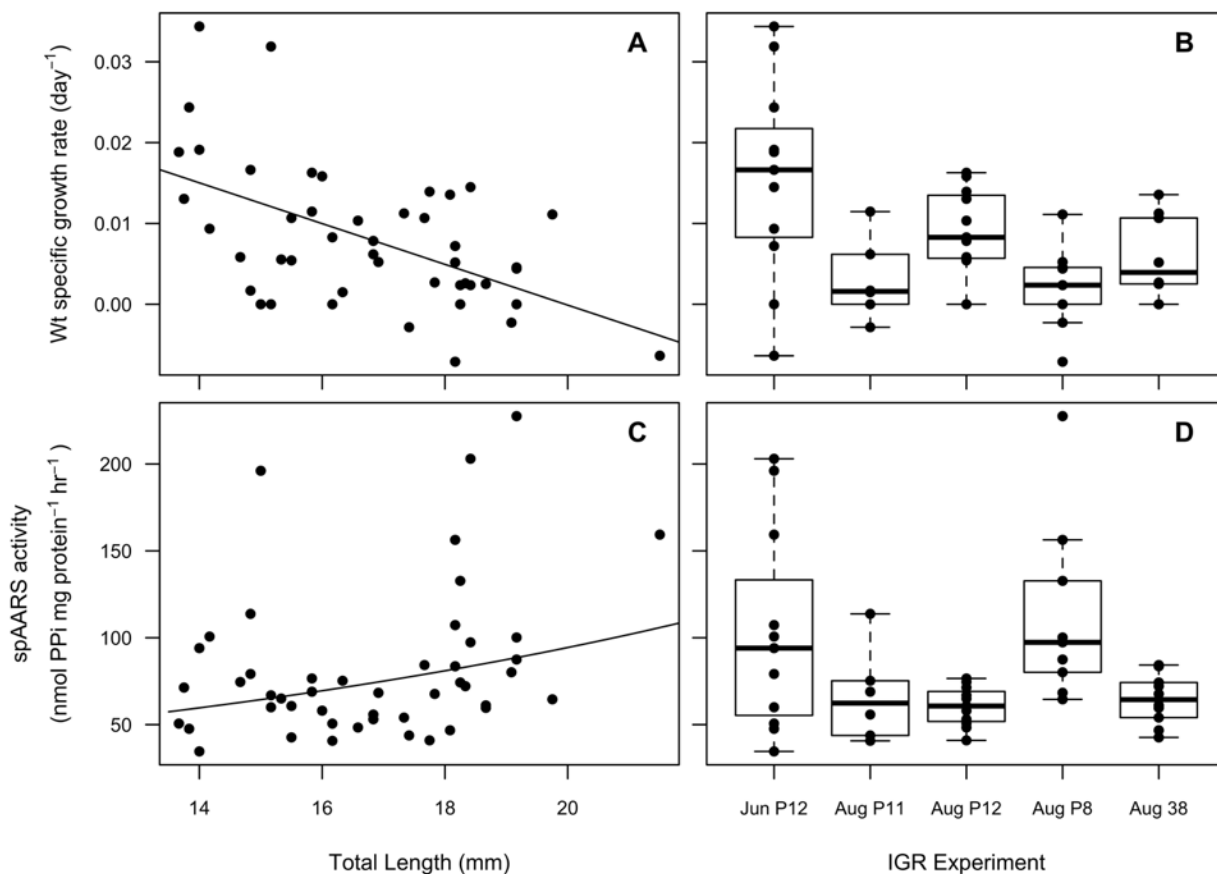 A
B
Wt specific growth rate (day⁻¹)
0.03
0.02
0.01
0.00
C
D
spAARS activity
(nmol PPi mg protein⁻¹ hr⁻¹ )
200
150
100
50
14
16
18
20
Jun P12
Aug P11
Aug P12
Aug P8
Aug 38
Total Length (mm)
IGR Experiment